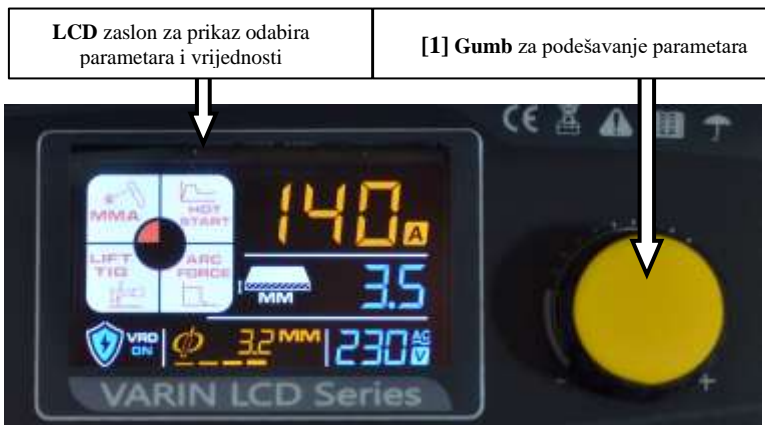 LCD zaslon za prikaz odabira
parametara i vrijednosti
[1] Gumb za podešavanje parametara
CE
MMA
HOT
START
LIFT
TIG
ARC
FORCE
140 A
MM 3.5
VRD
ON
3.2 MM
230 AC
V
VARIN LCD Series
- +